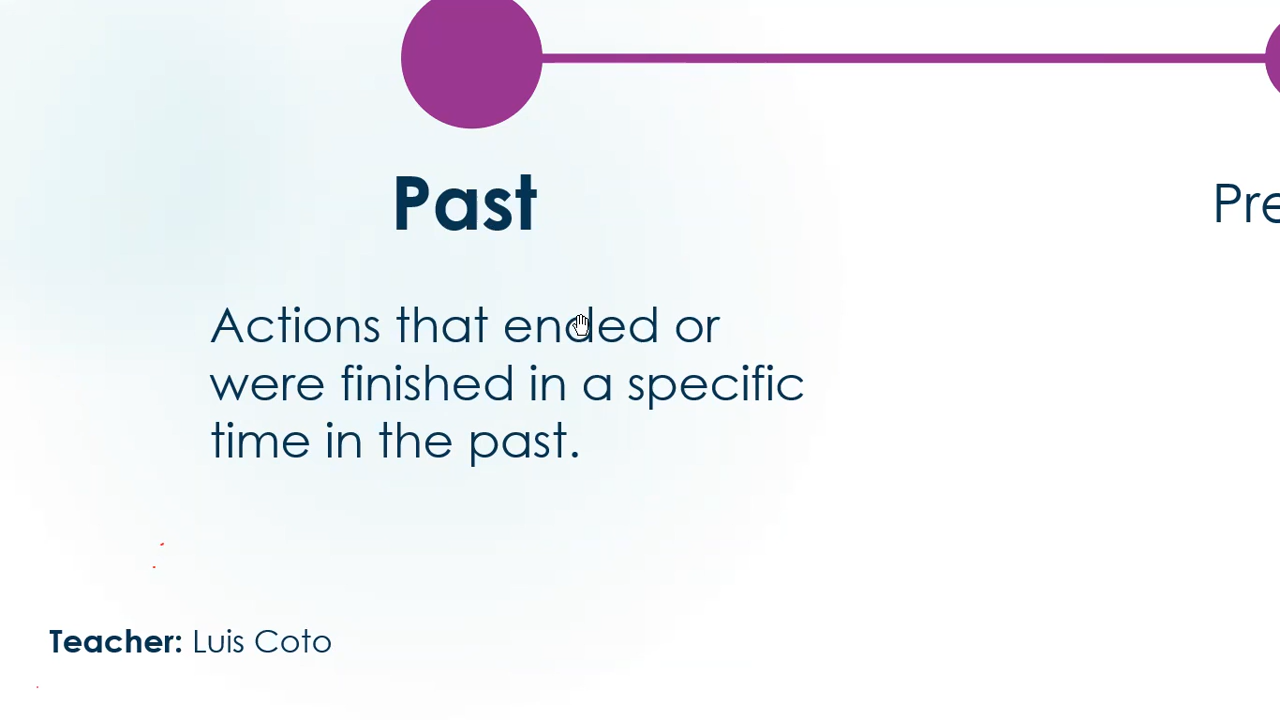 Past
Pre
Actions that ended or
were finished in a specific
time in the past.
Teacher: Luis Coto